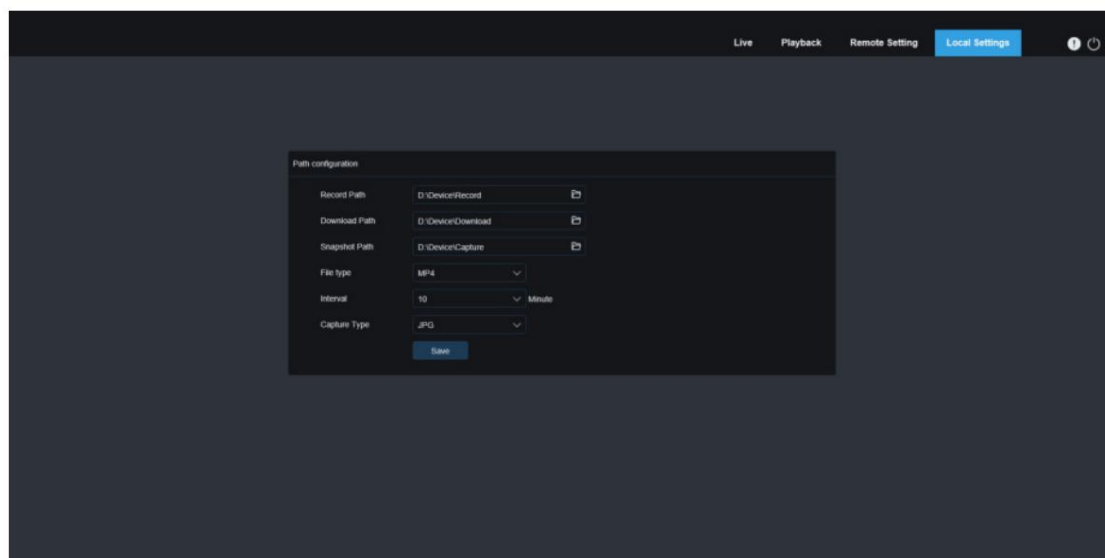 Live Playback Remote Setting Local Settings
Path configuration
Record Path D:\Device\Record
Download Path D:\Device\Download
Snapshot Path D:\Device\Capture
File type MP4
Interval 10 Minute
Capture Type JPG
Save